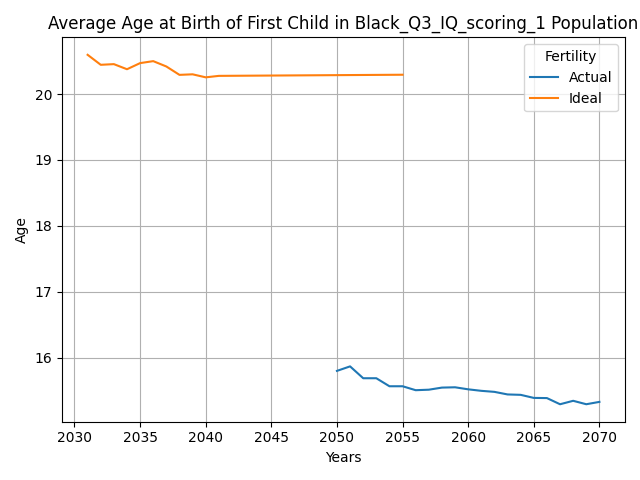 Average Age at Birth of First Child in Black_Q3_IQ_scoring_1 Population
Fertility
Actual
Ideal
20
19
18
17
16
Age
2030 2035 2040 2045 2050 2055 2060 2065 2070
Years